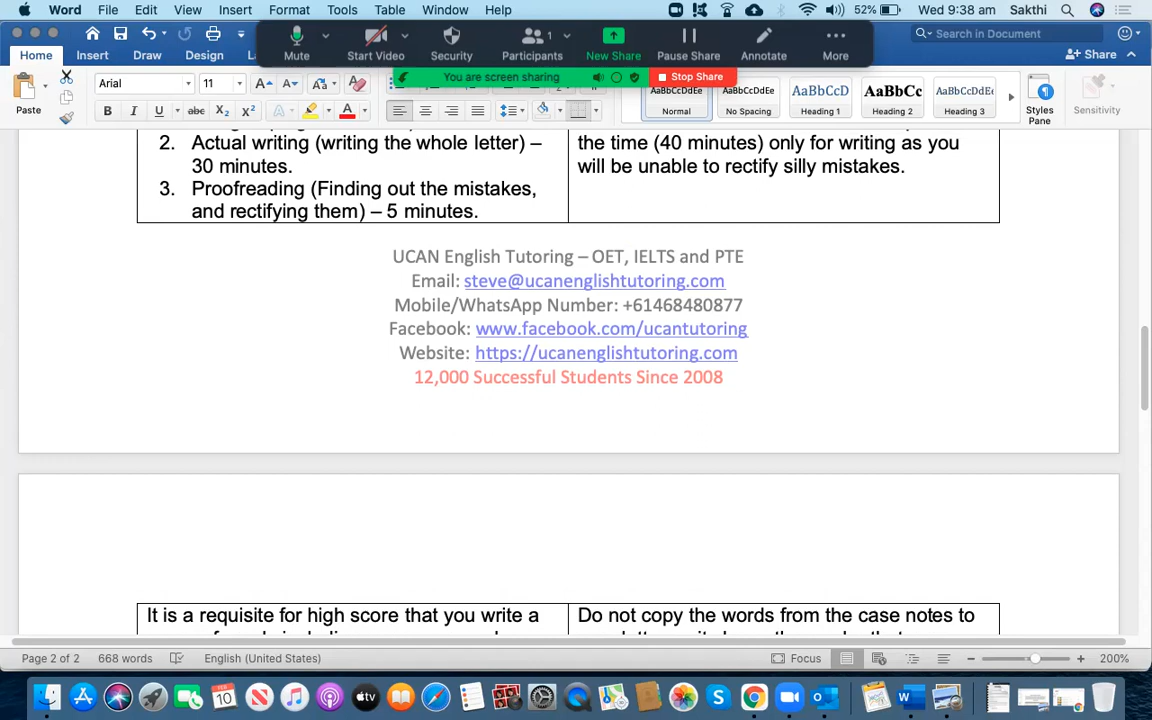 Word File Edit View Insert Format Tools Table Window Help 52% Wed 9:38 am Sakthi
Mute Start Video Security Participants 1 New Share Pause Share Annotate More
Search in Document
Home Insert Draw Design
You are screen sharing Stop Share
Share
Paste Arial 11
AaBbCcDdEe AaBbCcDdEe AaBbCcD AaBbCc AaBbCcDdE
Normal No Spacing Heading 1 Heading 2 Heading 3
Styles Pane Sensitivity
2. Actual writing (writing the whole letter) –
30 minutes.
3. Proofreading (Finding out the mistakes,
and rectifying them) – 5 minutes.
the time (40 minutes) only for writing as you
will be unable to rectify silly mistakes.
UCAN English Tutoring – OET, IELTS and PTE
Email: steve@ucanenglishtutoring.com
Mobile/WhatsApp Number: +61468480877
Facebook: www.facebook.com/ucantutoring
Website: https://ucanenglishtutoring.com
12,000 Successful Students Since 2008
It is a requisite for high score that you write a
Do not copy the words from the case notes to
Page 2 of 2 668 words English (United States) Focus 200%